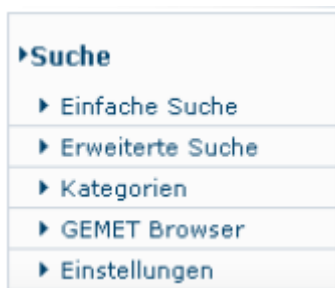 Suche
Einfache Suche
Erweiterte Suche
Kategorien
GEMET Browser
Einstellungen